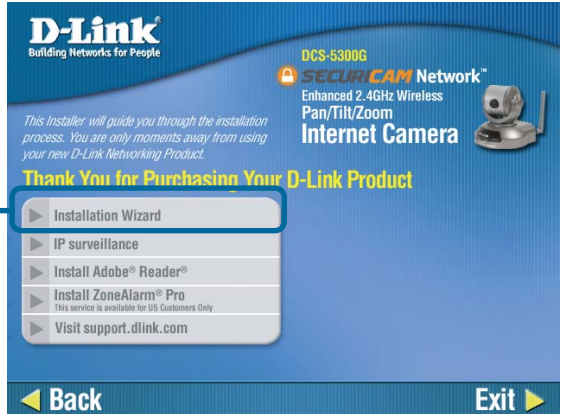 D-Link
Building Networks for People
DCS-5300G
SECURICAM Network™
Enhanced 2.4GHz Wireless
Pan/Tilt/Zoom
Internet Camera
This Installer will guide you through the installation
process. You are only moments away from using
your new D-Link Networking Product.
Thank You for Purchasing Your D-Link Product
Installation Wizard
IP surveillance
Install Adobe® Reader®
Install ZoneAlarm® Pro
This service is available for US Customers Only
Visit support.dlink.com
Back
Exit